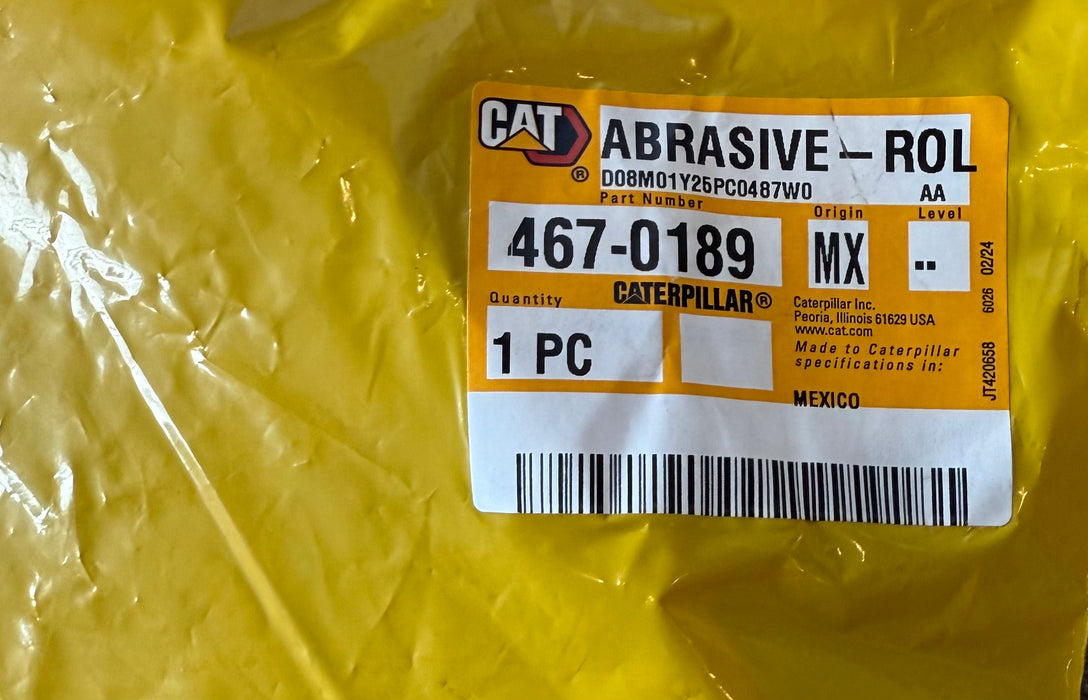 CAT
®
ABRASIVE – ROL
D08M01Y25PC0487W0 AA
Part Number
Origin
Level
467-0189
MX
--
Quantity
CATERPILLAR®
1 PC
Caterpillar Inc.
Peoria, Illinois 61629 USA
www.cat.com
Made to Caterpillar
specifications in:
MEXICO
6026 02/24
JT420658